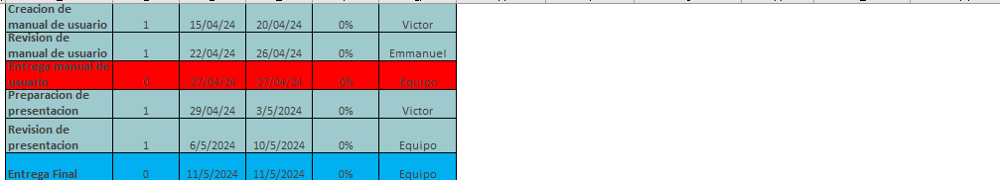 Creacion de
manual de usuario 1 15/04/24 20/04/24 0% Victor
Revision de
manual de usuario 1 22/04/24 26/04/24 0% Emmanuel
Entrega manual de
usuario 0 27/04/24 27/04/24 0% Equipo
Preparacion de
presentacion 1 29/04/24 3/5/2024 0% Victor
Revision de
presentacion 1 6/5/2024 10/5/2024 0% Equipo
Entrega Final 0 11/5/2024 11/5/2024 0% Equipo